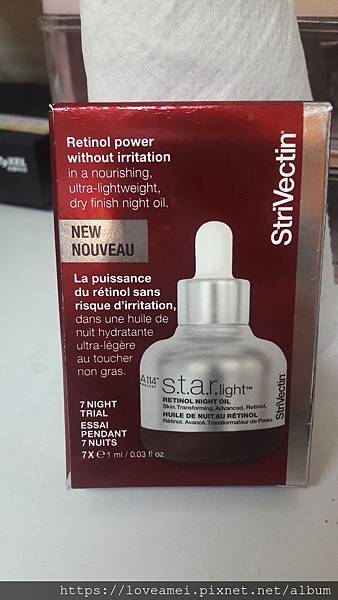 Retinol power
without irritation
in a nourishing,
ultra-lightweight,
dry finish night oil.
NEW
NOUVEAU
La puissance
du rétinol sans
risque d'irritation,
dans une huile de
nuit hydratante
ultra-légère
au toucher
non gras.
7 NIGHT
TRIAL
ESSAI
PENDANT
7 NUITS
7X ℮ 1 ml / 0.03 fl oz
StriVectin®
A114™
s.t.a.r.light™
RETINOL NIGHT OIL
Skin.Transforming. Advanced. Retinol.
HUILE DE NUIT AU RÉTINOL
Rétinol. Avancé. Transformateur de Peau.
StriVectin
https://loveamei.pixnet.net/album